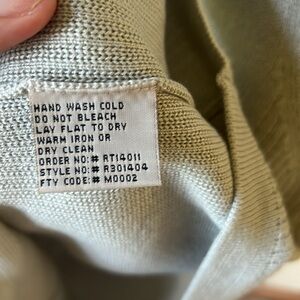 HAND WASH COLD
DO NOT BLEACH
LAY FLAT TO DRY
WARM IRON OR
DRY CLEAN
ORDER NO:# RT14011
STYLE NO:# R301404
FTY CODE:# M0002